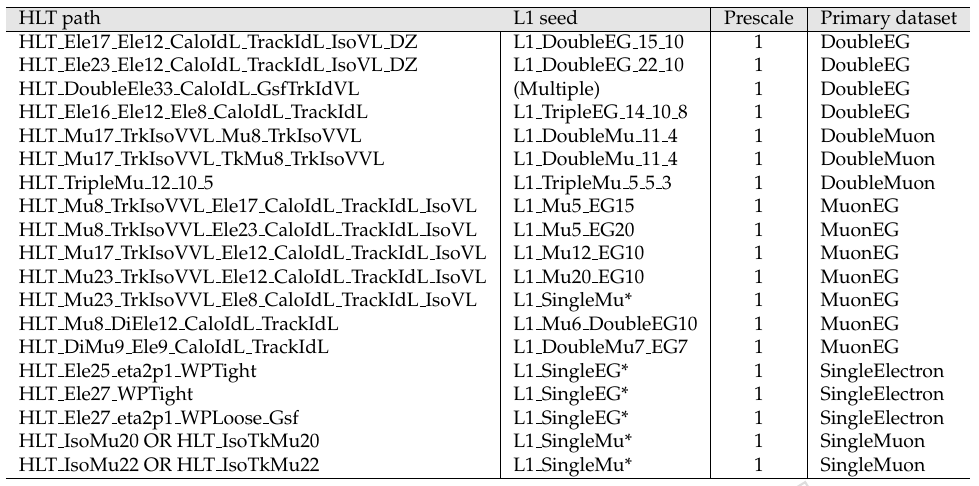 HLT path L1 seed Prescale Primary dataset
HLT_Ele17_Ele12_CaloIdL_TrackIdL_IsoVL_DZ L1_DoubleEG_15_10 1 DoubleEG
HLT_Ele23_Ele12_CaloIdL_TrackIdL_IsoVL_DZ L1_DoubleEG_22_10 1 DoubleEG
HLT_DoubleEle33_CaloIdL_GsfTrkIdVL (Multiple) 1 DoubleEG
HLT_Ele16_Ele12_Ele8_CaloIdL_TrackIdL L1_TripleEG_14_10_8 1 DoubleEG
HLT_Mu17_TrkIsoVVL_Mu8_TrkIsoVVL L1_DoubleMu_11_4 1 DoubleMuon
HLT_Mu17_TrkIsoVVL_TkMu8_TrkIsoVVL L1_DoubleMu_11_4 1 DoubleMuon
HLT_TripleMu_12_10_5 L1_TripleMu_5_5_3 1 DoubleMuon
HLT_Mu8_TrkIsoVVL_Ele17_CaloIdL_TrackIdL_IsoVL L1_Mu5_EG15 1 MuonEG
HLT_Mu8_TrkIsoVVL_Ele23_CaloIdL_TrackIdL_IsoVL L1_Mu5_EG20 1 MuonEG
HLT_Mu17_TrkIsoVVL_Ele12_CaloIdL_TrackIdL_IsoVL L1_Mu12_EG10 1 MuonEG
HLT_Mu23_TrkIsoVVL_Ele12_CaloIdL_TrackIdL_IsoVL L1_Mu20_EG10 1 MuonEG
HLT_Mu23_TrkIsoVVL_Ele8_CaloIdL_TrackIdL_IsoVL L1_SingleMu* 1 MuonEG
HLT_Mu8_DiEle12_CaloIdL_TrackIdL L1_Mu6_DoubleEG10 1 MuonEG
HLT_DiMu9_Ele9_CaloIdL_TrackIdL L1_DoubleMu7_EG7 1 MuonEG
HLT_Ele25_eta2p1_WPTight L1_SingleEG* 1 SingleElectron
HLT_Ele27_WPTight L1_SingleEG* 1 SingleElectron
HLT_Ele27_eta2p1_WPLoose_Gsf L1_SingleEG* 1 SingleElectron
HLT_IsoMu20 OR HLT_IsoTkMu20 L1_SingleMu* 1 SingleMuon
HLT_IsoMu22 OR HLT_IsoTkMu22 L1_SingleMu* 1 SingleMuon